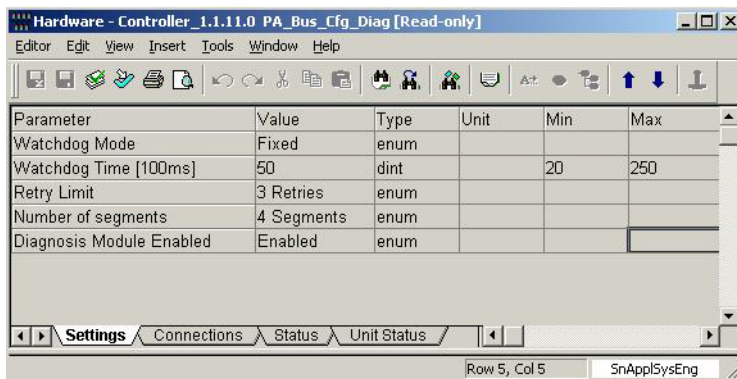 Hardware - Controller_1.1.11.0 PA_Bus_Cfg_Diag [Read-only]
Editor Edit View Insert Tools Window Help
Parameter Value Type Unit Min Max
Watchdog Mode Fixed enum
Watchdog Time [100ms] 50 dint 20 250
Retry Limit 3 Retries enum
Number of segments 4 Segments enum
Diagnosis Module Enabled Enabled enum
Settings Connections Status Unit Status
Row 5, Col 5 SnApplSysEng